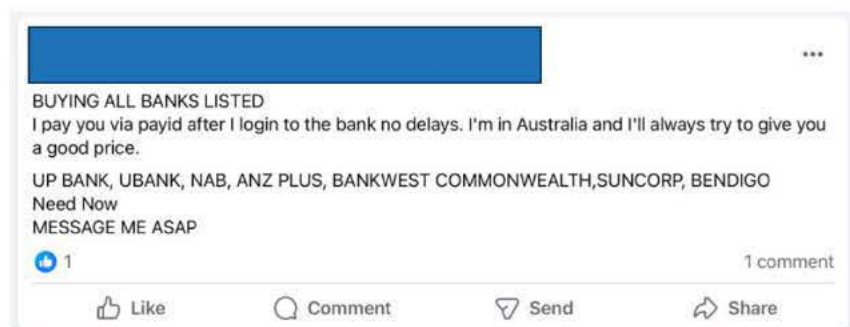 BUYING ALL BANKS LISTED
I pay you via payid after I login to the bank no delays. I'm in Australia and I'll always try to give you
a good price.
UP BANK, UBANK, NAB, ANZ PLUS, BANKWEST COMMONWEALTH,SUNCORP, BENDIGO
Need Now
MESSAGE ME ASAP
1
1 comment
Like
Comment
Send
Share